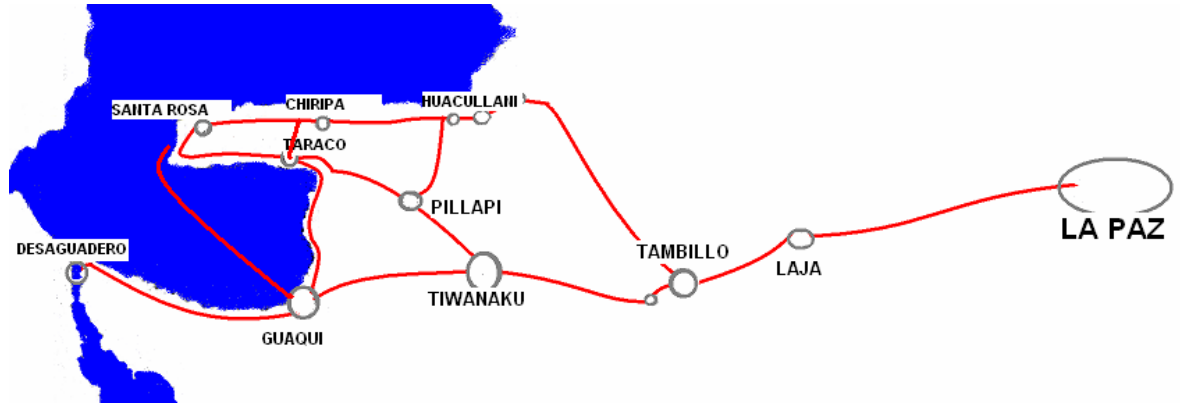 SANTA ROSA
CHIRIPA
HUACULLANI
TARACO
PILLAPI
DESAGUADERO
TIWANAKU
GUAQUI
TAMBILLO
LAJA
LA PAZ